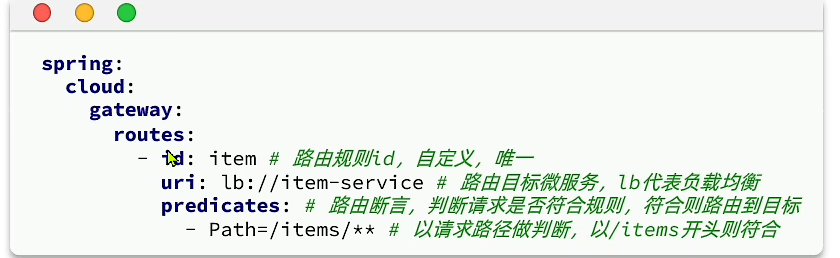 spring:
  cloud:
    gateway:
      routes:
        - id: item # 路由规则id，自定义，唯一
          uri: lb://item-service # 路由目标微服务，lb代表负载均衡
          predicates: # 路由断言，判断请求是否符合规则，符合则路由到目标
            - Path=/items/** # 以请求路径做判断，以/items开头则符合